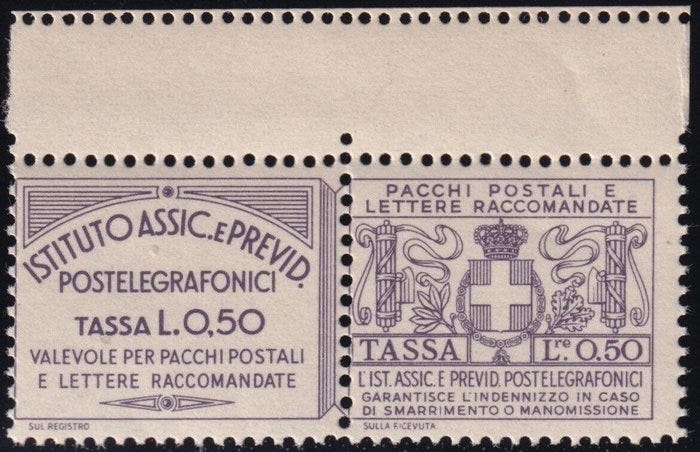 ISTITUTO ASSIC. E PREVID.
POSTELEGRAFONICI
TASSA L. 0,50
VALEVOLE PER PACCHI POSTALI
E LETTERE RACCOMANDATE
SUL REGISTRO
PACCHI POSTALI E
LETTERE RACCOMANDATE
TASSA Lʳᵉ 0.50
L'IST. ASSIC. E PREVID. POSTELEGRAFONICI
GARANTISCE L'INDENNIZZO IN CASO
DI SMARRIMENTO O MANOMISSIONE
SULLA RICEVUTA